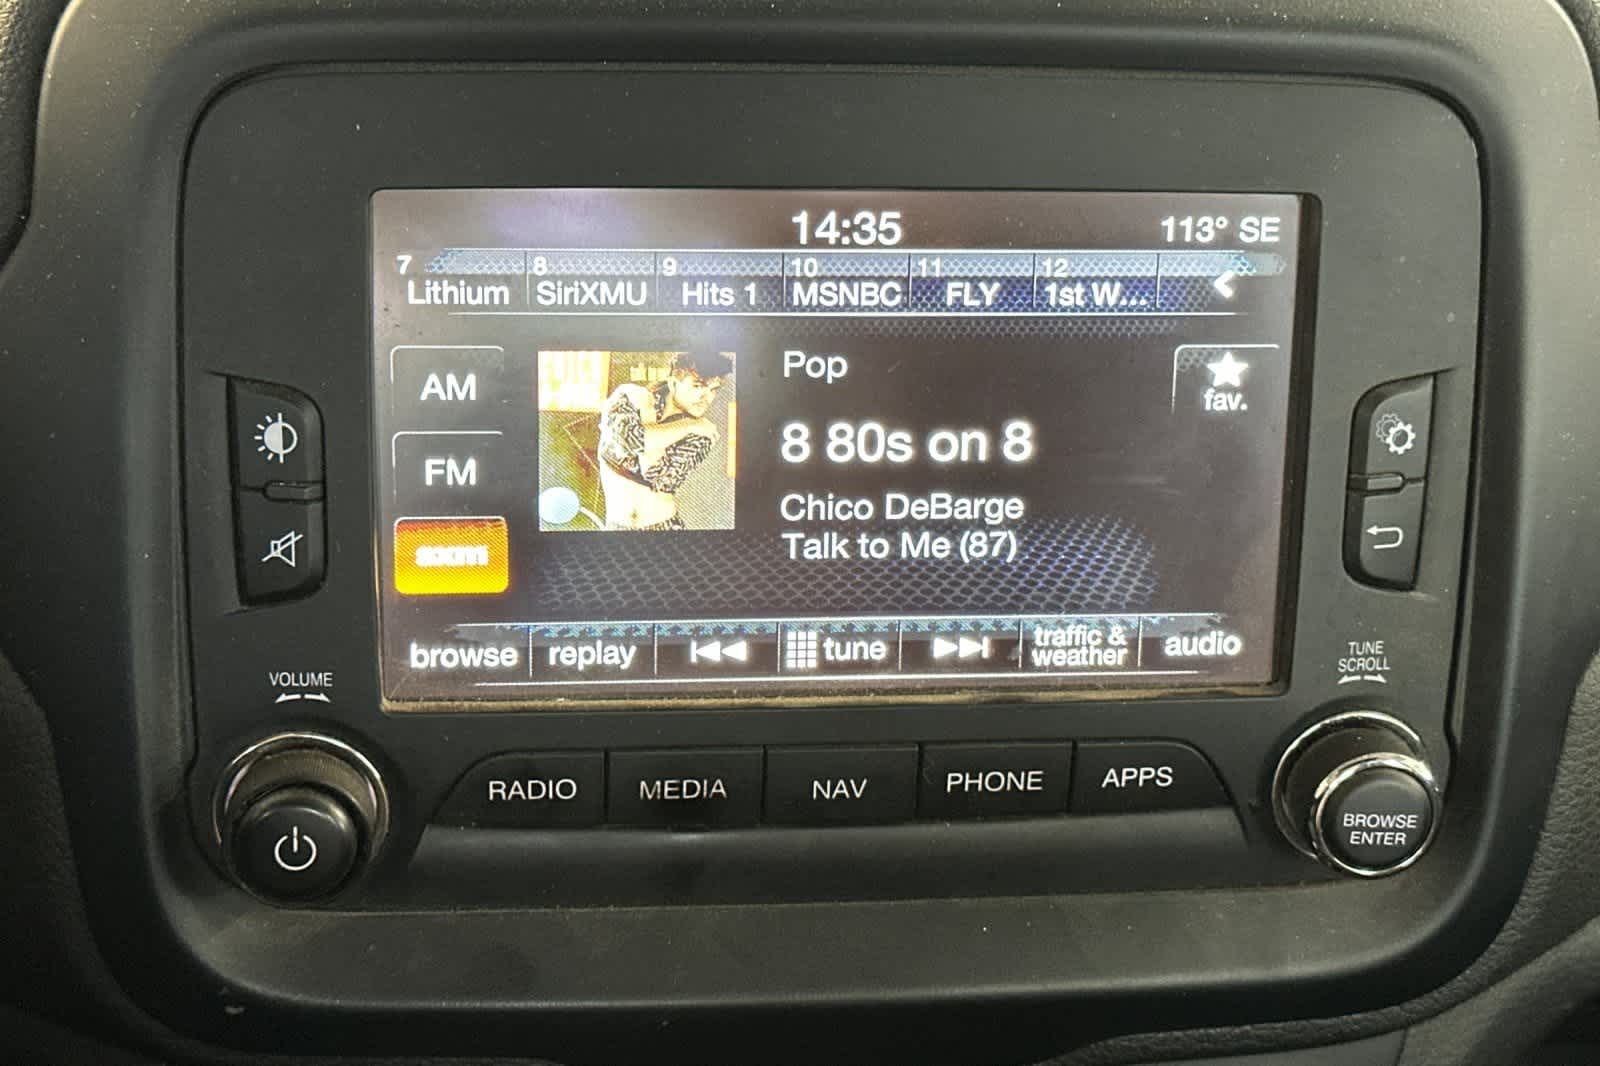 14:35
113° SE
7 8 9 10 11 12
Lithium SiriXMU Hits 1 MSNBC FLY 1st W... <
AM
FM
sxm
Pop
8 80s on 8
Chico DeBarge
Talk to Me (87)
fav.
browse replay tune traffic & weather audio
VOLUME
TUNE
SCROLL
RADIO MEDIA NAV PHONE APPS
BROWSE
ENTER